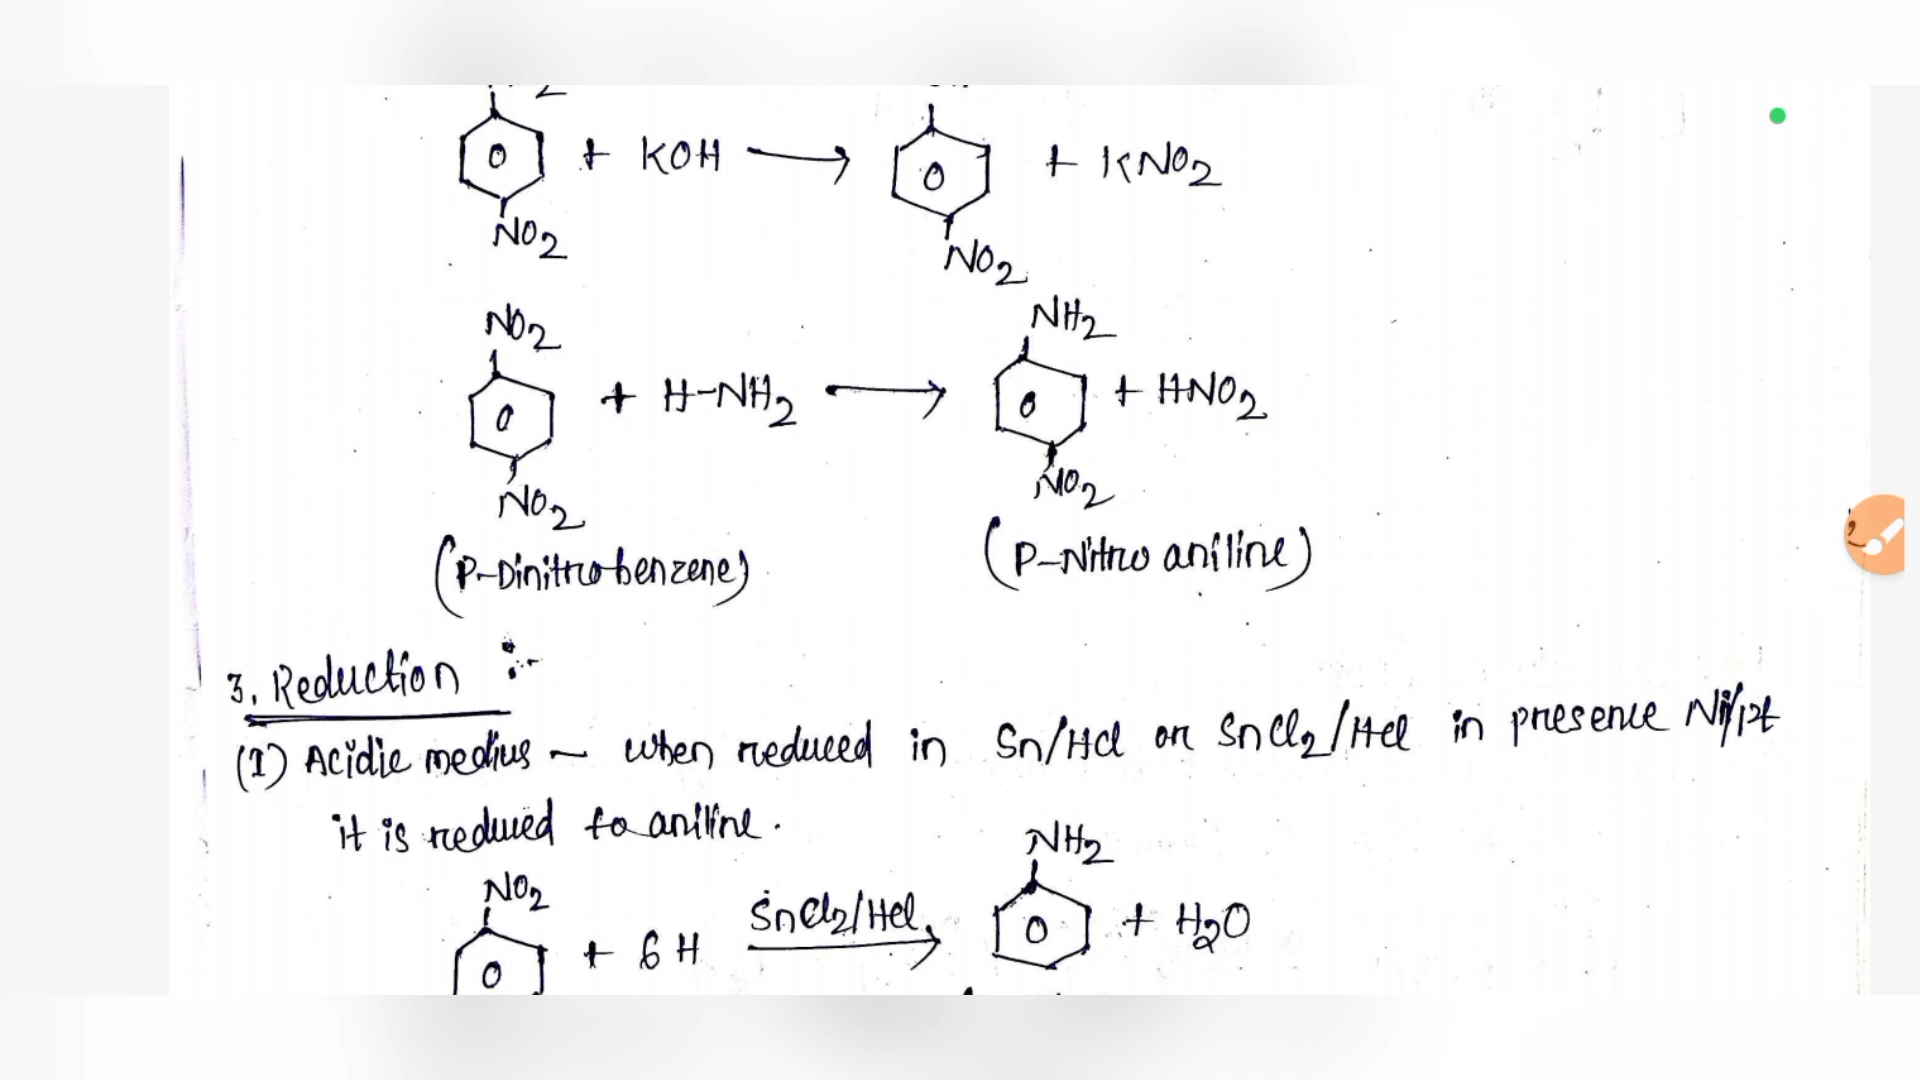 + KOH ⟶ + KNO2
NO2
NO2
NO2 NH2
+ H-NH2 ⟶ + HNO2
NO2 NO2
(P-Dinitrobenzene) (P-Nitro aniline)
3. Reduction :-
(I) Acidic medius ~ when reduced in Sn/HCl or SnCl2/HCl in presence Ni/Pt
it is reduced to aniline.
NO2 NH2
+ 6H SnCl2/HCl ⟶ + H2O